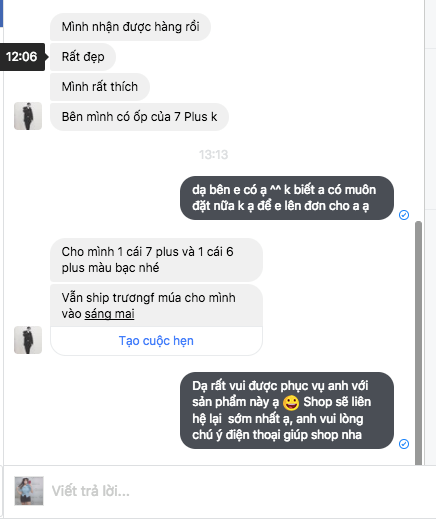 Mình nhận được hàng rồi
12:06
Rất đẹp
Mình rất thích
Bên mình có ốp của 7 Plus k
13:13
dạ bên e có ạ ^^ k biết a có muôn
đặt nữa k ạ để e lên đơn cho a ạ
Cho mình 1 cái 7 plus và 1 cái 6
plus màu bạc nhé
Vẫn ship trươngf múa cho mình
vào sáng mai
Tạo cuộc hẹn
Dạ rất vui được phục vụ anh với
sản phẩm này ạ 😀 Shop sẽ liên
hệ lại sớm nhất ạ, anh vui lòng
chú ý điện thoại giúp shop nha
Viết trả lời...